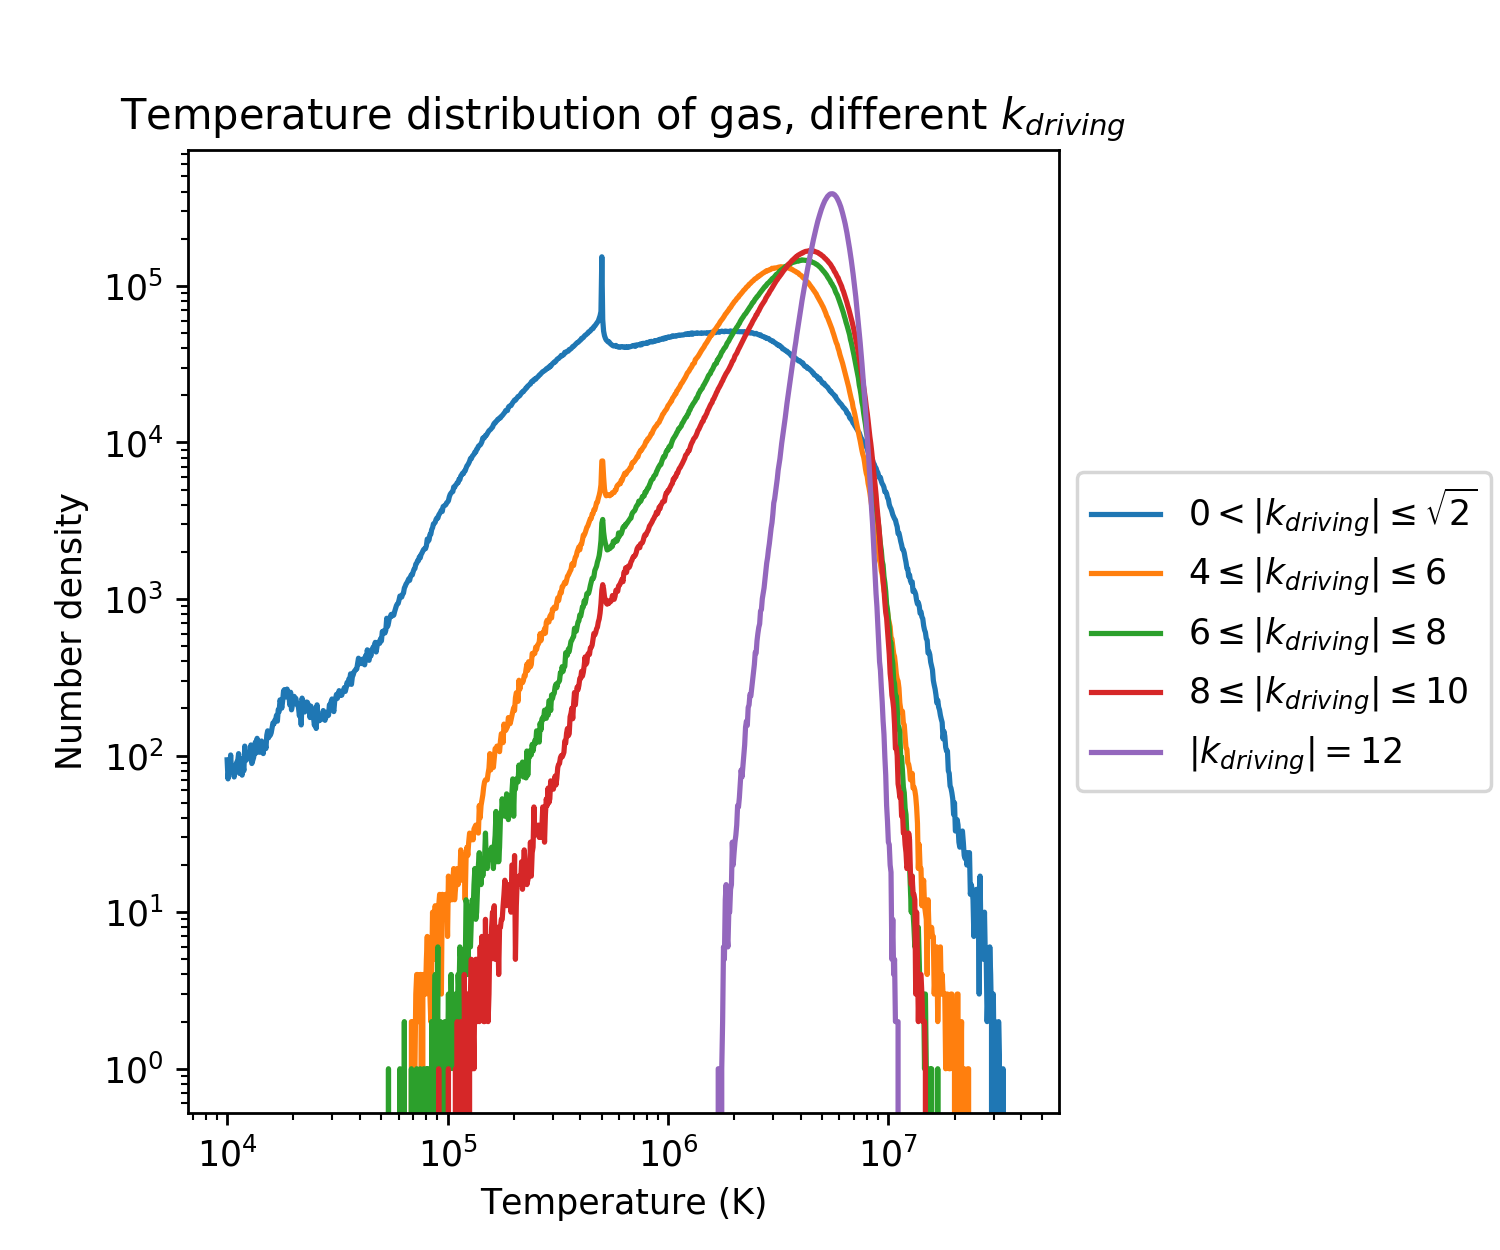 Temperature distribution of gas, different k_driving
Number density
10^5
10^4
10^3
10^2
10^1
10^0
10^4 10^5 10^6 10^7
Temperature (K)
0 < |k_driving| ≤ √2
4 ≤ |k_driving| ≤ 6
6 ≤ |k_driving| ≤ 8
8 ≤ |k_driving| ≤ 10
|k_driving| = 12